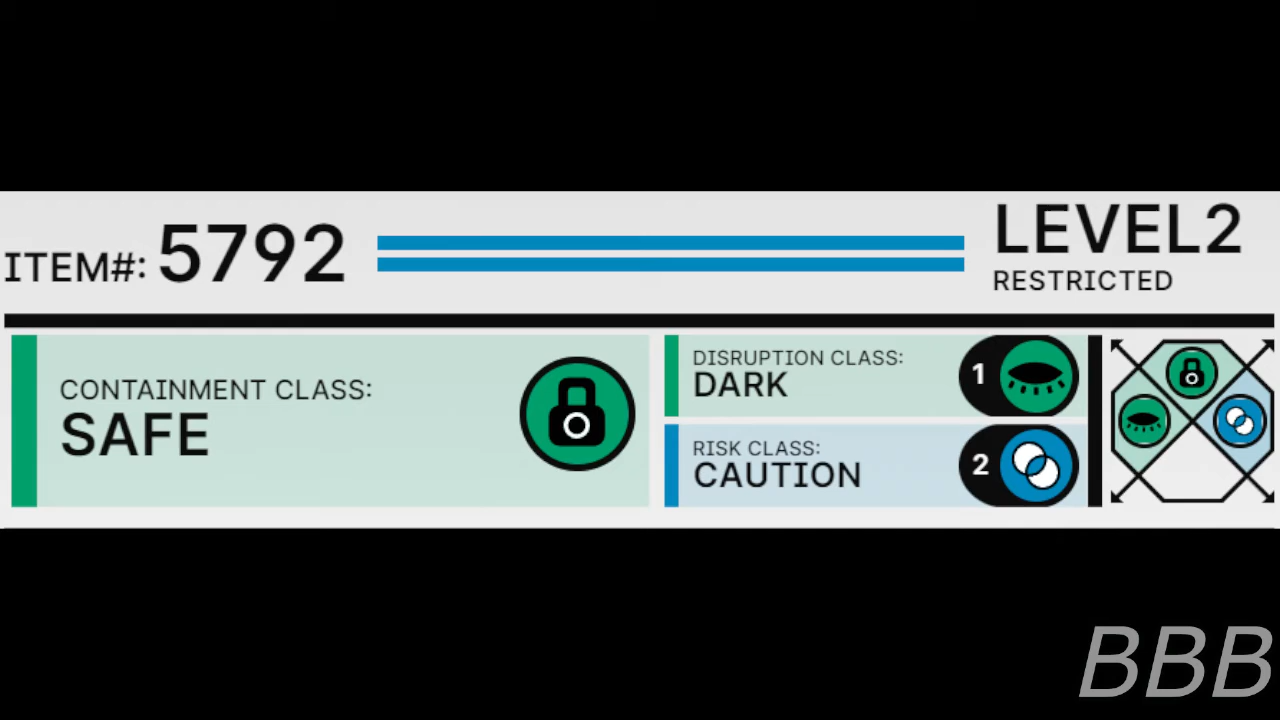 ITEM#: 5792
LEVEL2
RESTRICTED
CONTAINMENT CLASS:
SAFE
DISRUPTION CLASS:
DARK
1
RISK CLASS:
CAUTION
2
BBB